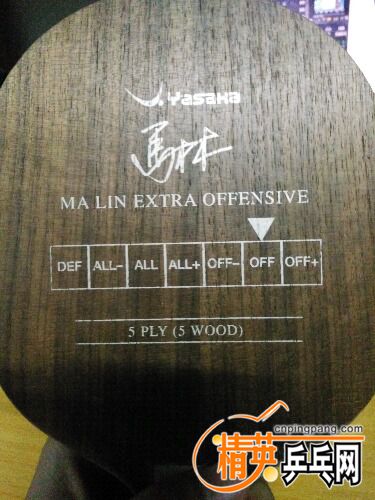 Yasaka
馬林
MA LIN EXTRA OFFENSIVE
DEF ALL- ALL ALL+ OFF- OFF OFF+
5 PLY (5 WOOD)
cnpingpang.com
精英乒乓网